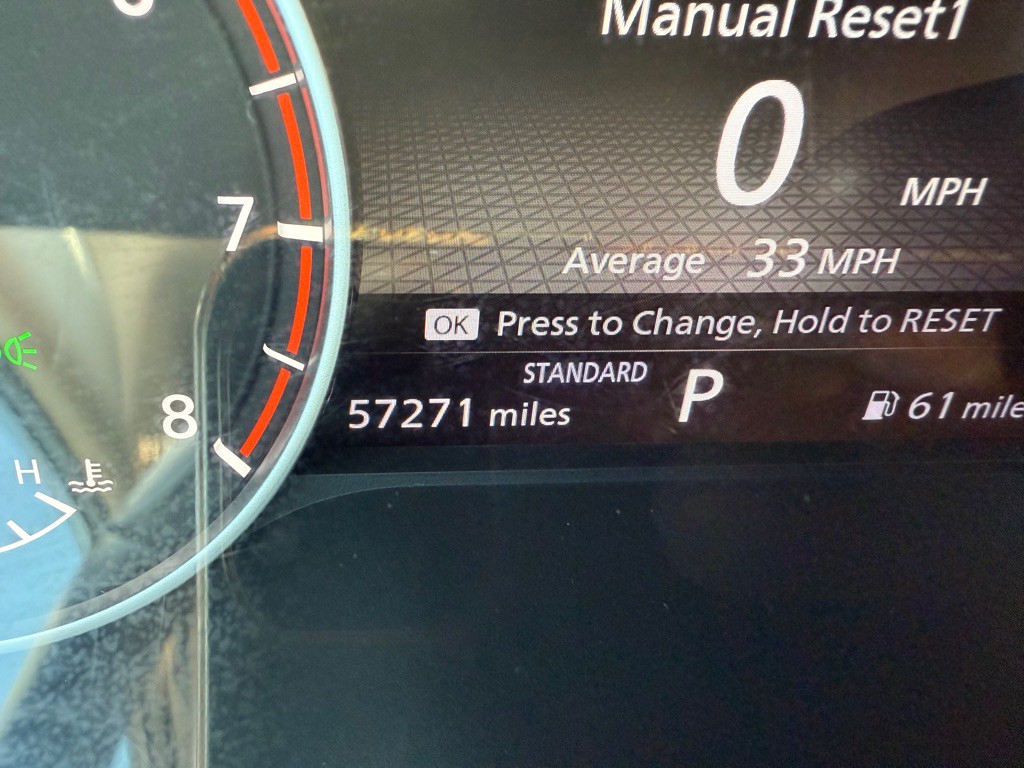 Manual Reset1
0 MPH
7
Average 33 MPH
OK Press to Change, Hold to RESET
STANDARD P
57271 miles
61 mile
8
H